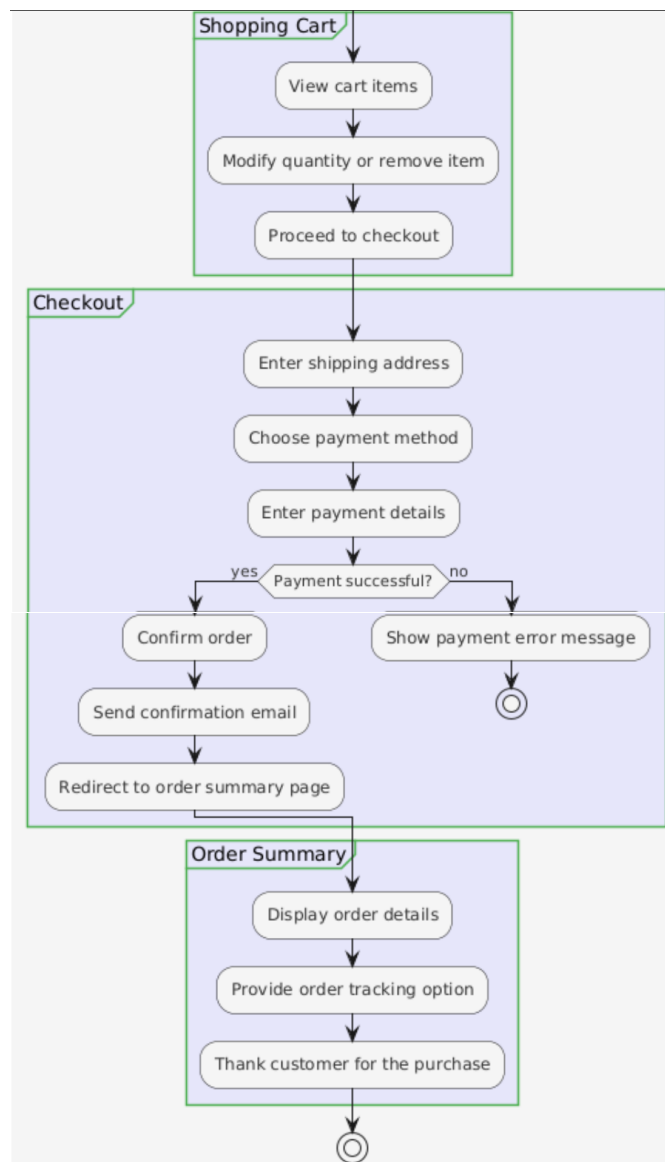 Shopping Cart
View cart items
Modify quantity or remove item
Proceed to checkout
Checkout
Enter shipping address
Choose payment method
Enter payment details
yes
Payment successful?
no
Confirm order
Show payment error message
Send confirmation email
Redirect to order summary page
Order Summary
Display order details
Provide order tracking option
Thank customer for the purchase